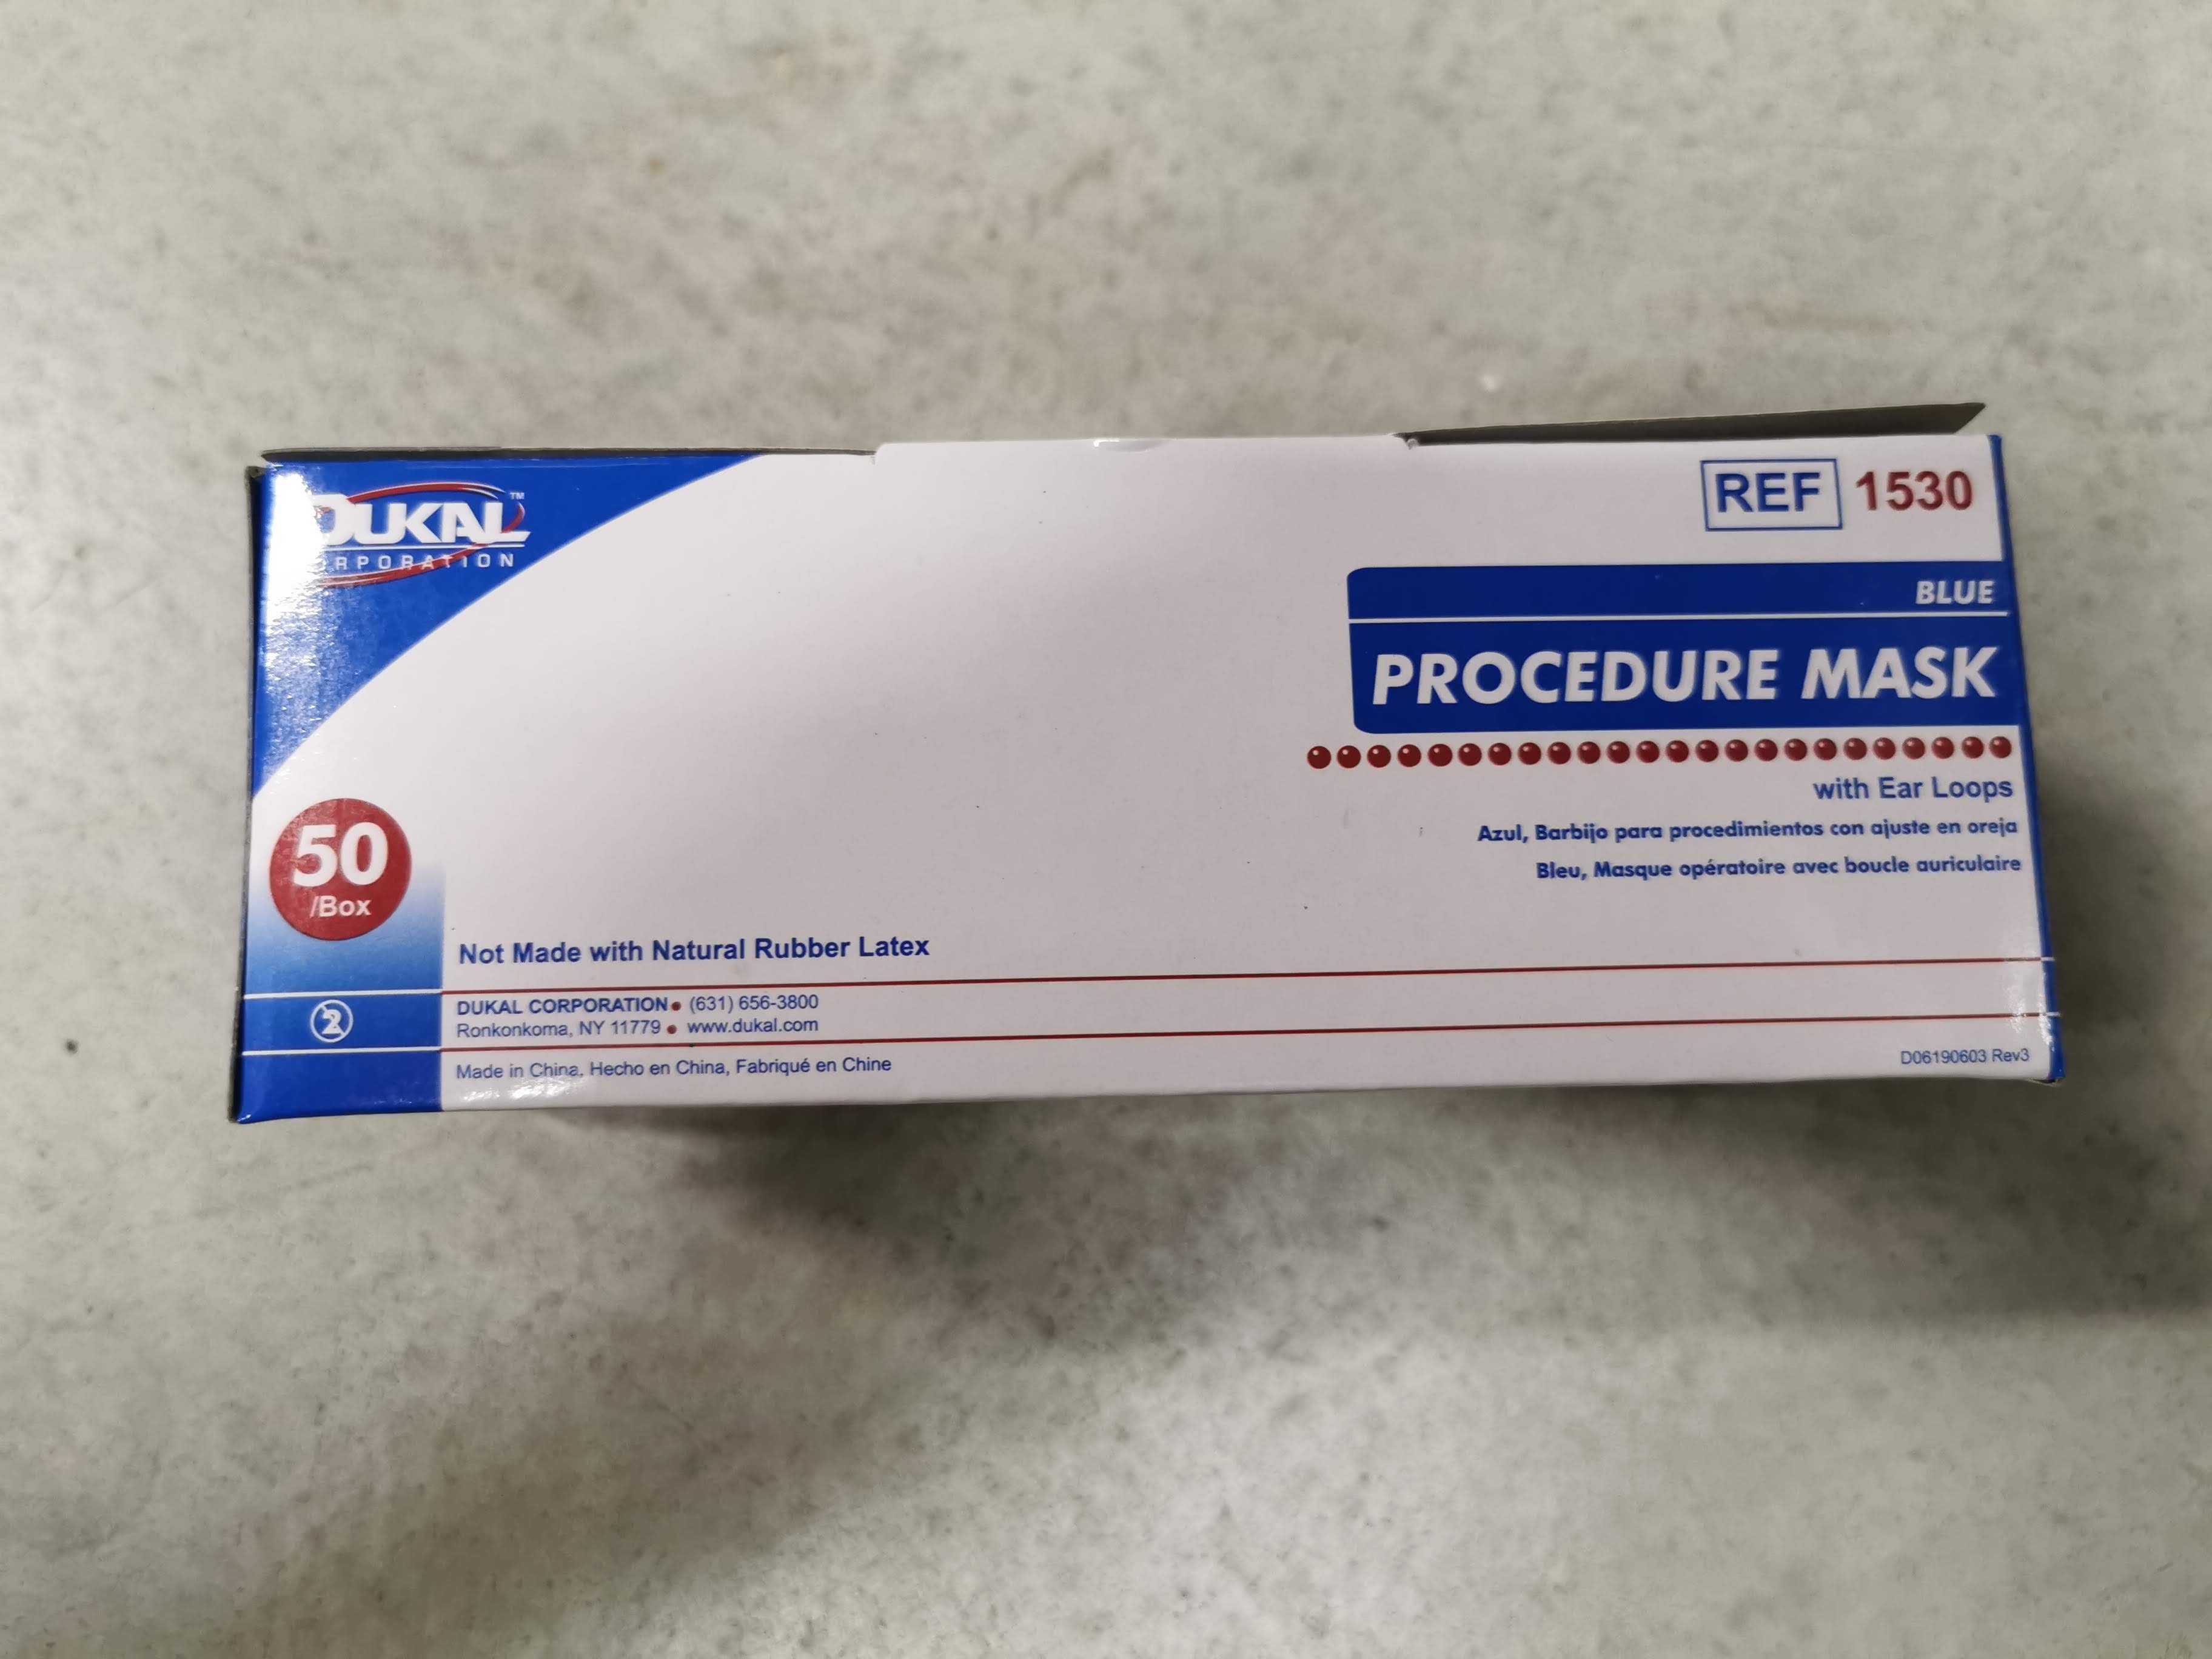 DUKAL™
CORPORATION
REF 1530
BLUE
PROCEDURE MASK
with Ear Loops
Azul, Barbijo para procedimientos con ajuste en oreja
Bleu, Masque opératoire avec boucle auriculaire
50
/Box
Not Made with Natural Rubber Latex
2
DUKAL CORPORATION • (631) 656-3800
Ronkonkoma, NY 11779 • www.dukal.com
Made in China, Hecho en China, Fabriqué en Chine
D06190603 Rev3